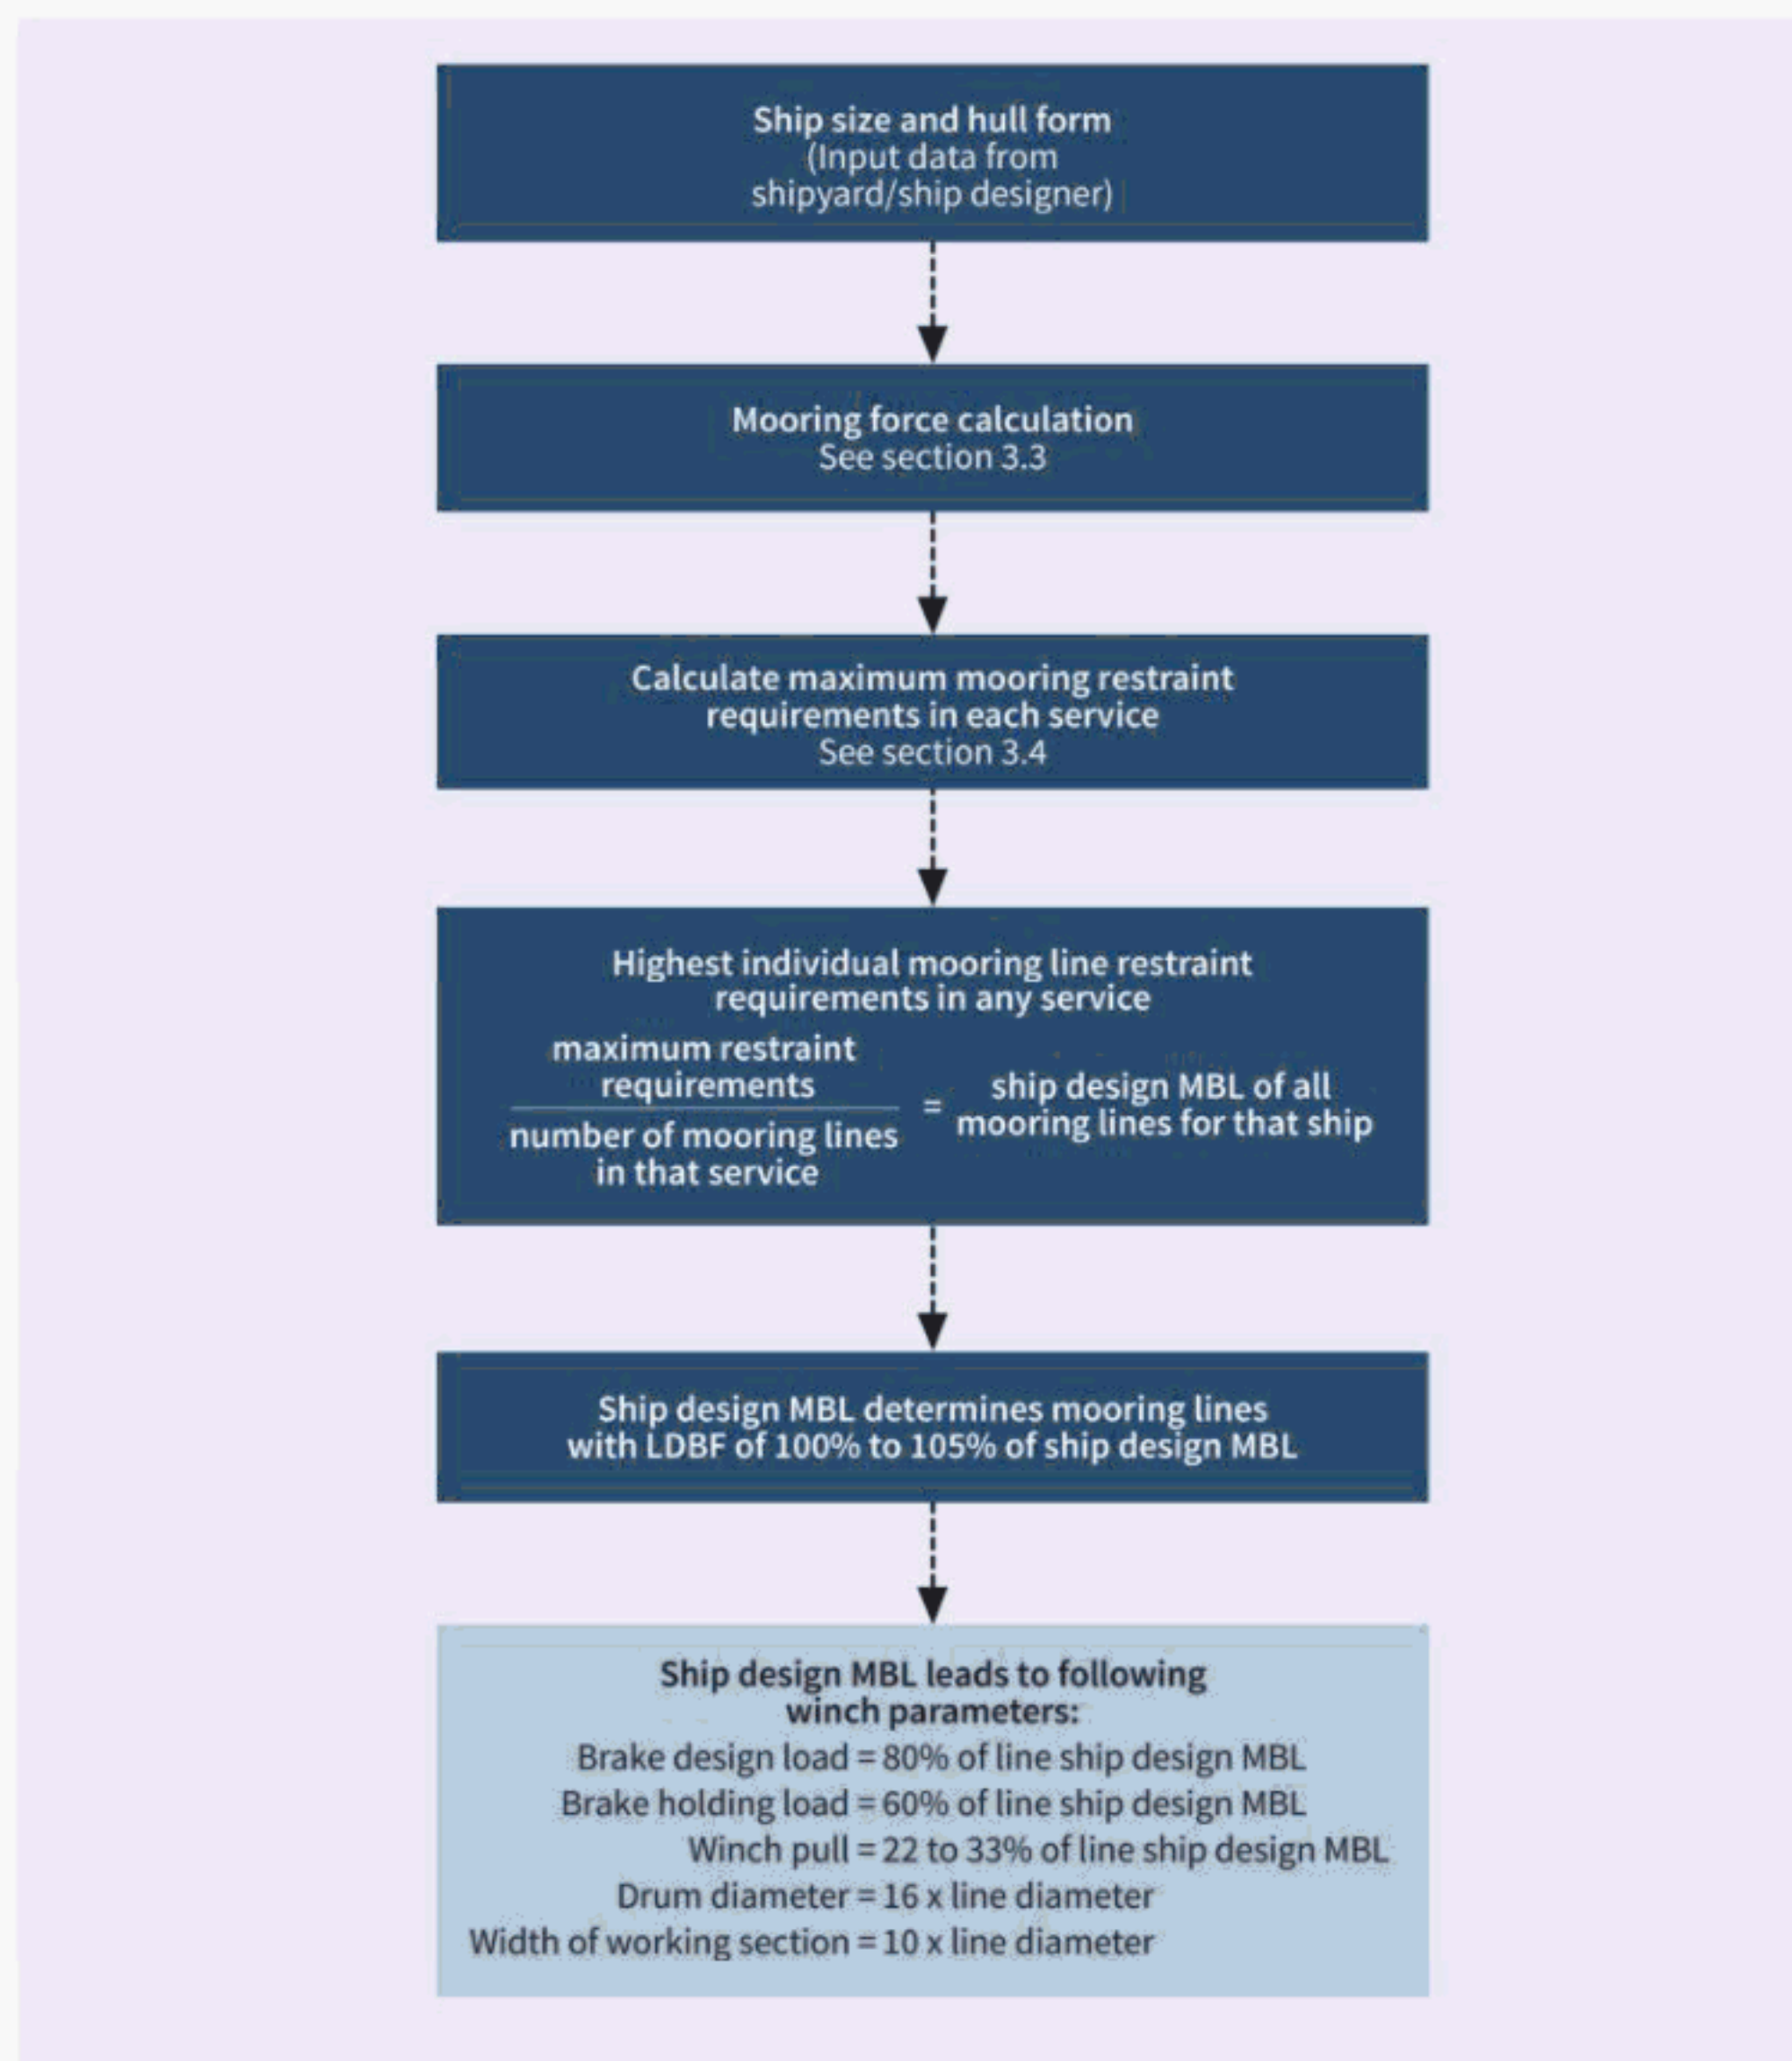 Ship size and hull form
(Input data from
shipyard/ship designer)
Mooring force calculation
See section 3.3
Calculate maximum mooring restraint
requirements in each service
See section 3.4
Highest individual mooring line restraint
requirements in any service
maximum restraint
requirements
number of mooring lines
in that service
=
ship design MBL of all
mooring lines for that ship
Ship design MBL determines mooring lines
with LDBF of 100% to 105% of ship design MBL
Ship design MBL leads to following
winch parameters:
Brake design load = 80% of line ship design MBL
Brake holding load = 60% of line ship design MBL
Winch pull = 22 to 33% of line ship design MBL
Drum diameter = 16 x line diameter
Width of working section = 10 x line diameter